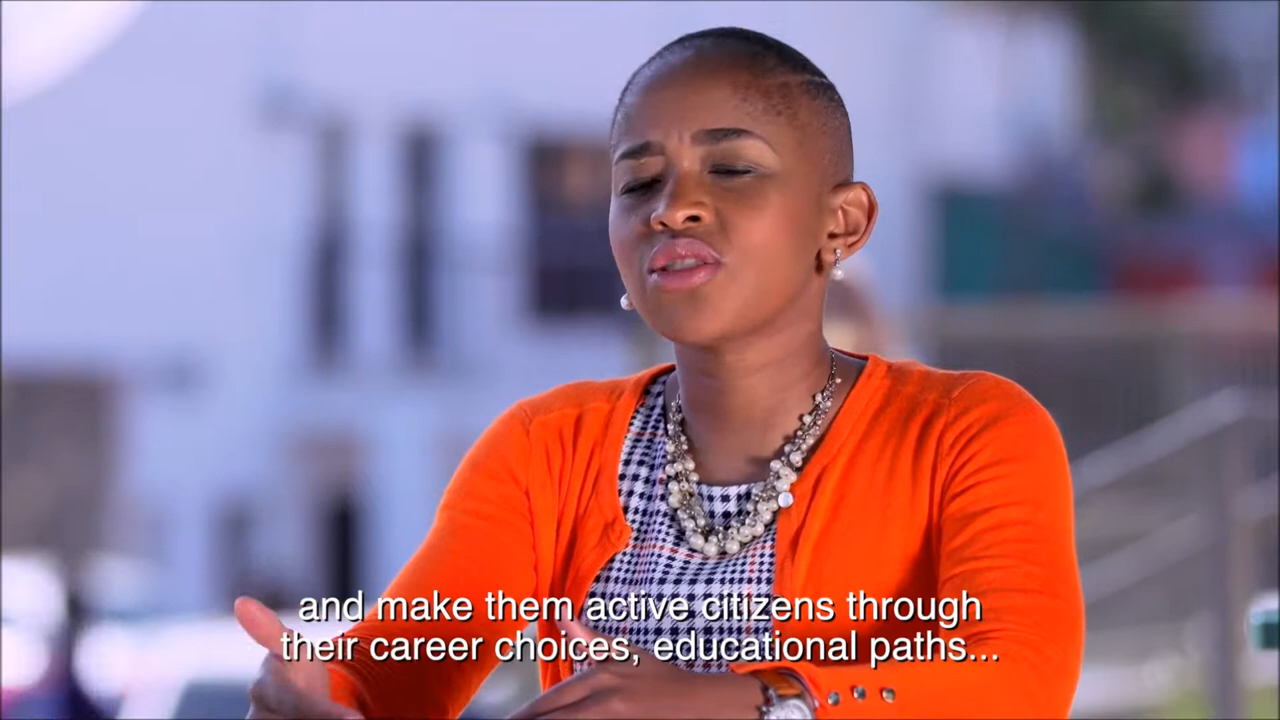 and make them active citizens through
their career choices, educational paths...